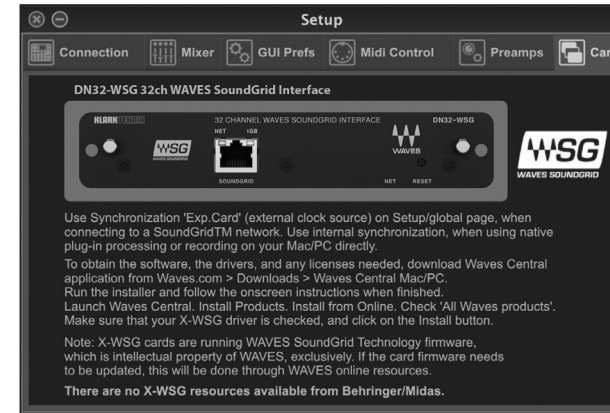 Setup
Connection Mixer GUI Prefs Midi Control Preamps Car
DN32-WSG 32ch WAVES SoundGrid Interface
KLARK TEKNIK
32 CHANNEL WAVES SOUNDGRID INTERFACE
DN32-WSG
NET 1GB
WSG
WAVES SOUNDGRID
WAVES
SOUNDGRID
NET RESET
WSG
WAVES SOUNDGRID
Use Synchronization 'Exp.Card' (external clock source) on Setup/global page, when
connecting to a SoundGridTM network. Use internal synchronization, when using native
plug-in processing or recording on your Mac/PC directly.
To obtain the software, the drivers, and any licenses needed, download Waves Central
application from Waves.com > Downloads > Waves Central Mac/PC.
Run the installer and follow the onscreen instructions when finished.
Launch Waves Central. Install Products. Install from Online. Check 'All Waves products'.
Make sure that your X-WSG driver is checked, and click on the Install button.
Note: X-WSG cards are running WAVES SoundGrid Technology firmware,
which is intellectual property of WAVES, exclusively. If the card firmware needs
to be updated, this will be done through WAVES online resources.
There are no X-WSG resources available from Behringer/Midas.